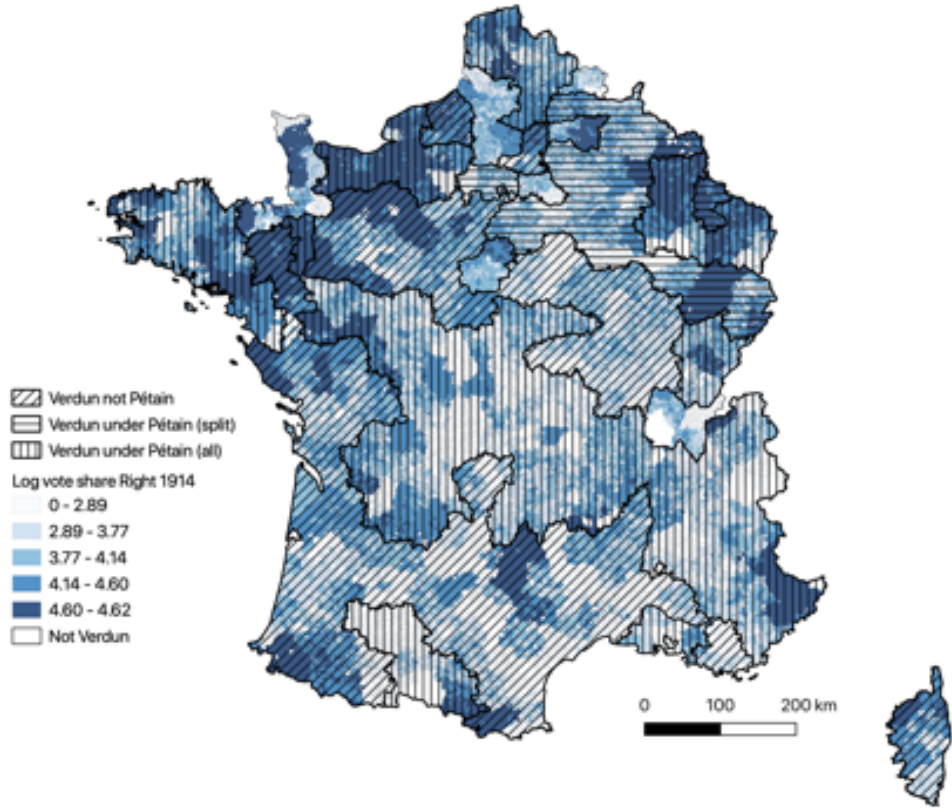 Verdun not Pétain
Verdun under Pétain (split)
Verdun under Pétain (all)
Log vote share Right 1914
0 - 2.89
2.89 - 3.77
3.77 - 4.14
4.14 - 4.60
4.60 - 4.62
Not Verdun
0 100 200 km